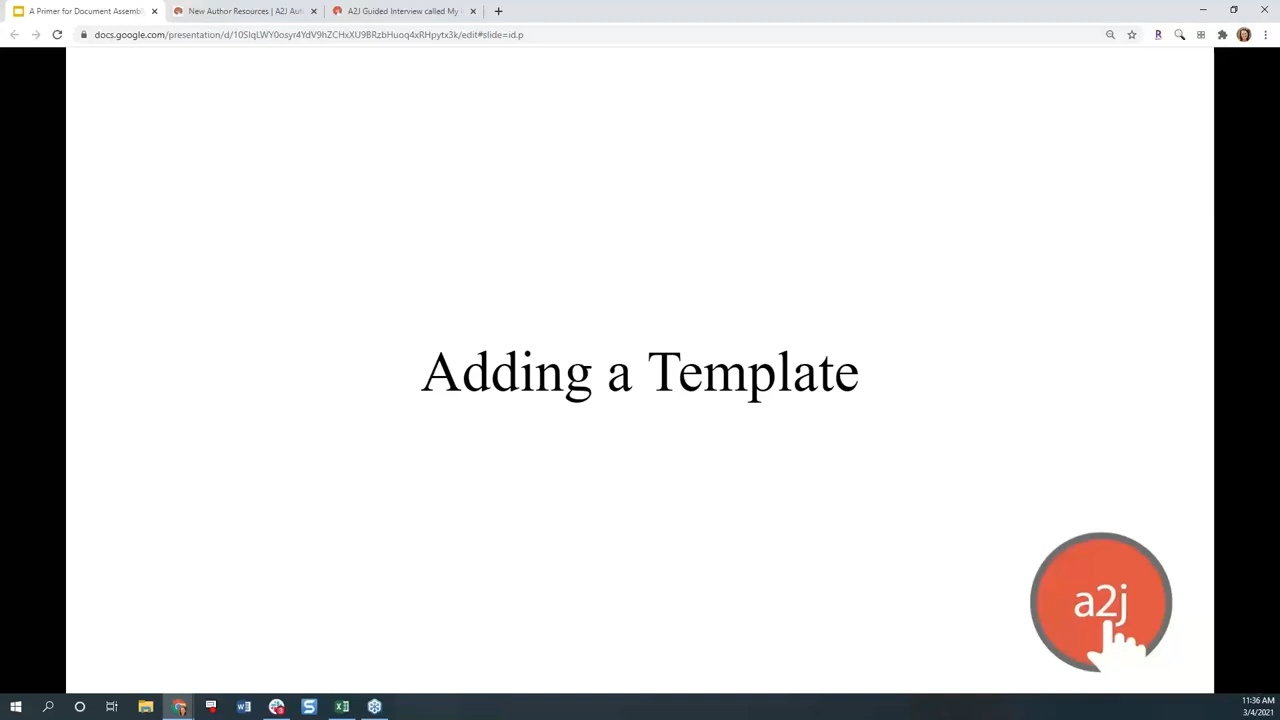 A Primer for Document Assembl
New Author Resources | A2J Aut
A2J Guided Interview called My
docs.google.com/presentation/d/10SIqLWY0osyr4YdV9hZCHxXU9BRzbHuoq4xRHpytx3k/edit#slide=id.p
R
Adding a Template
a2j
11:36 AM
3/4/2021